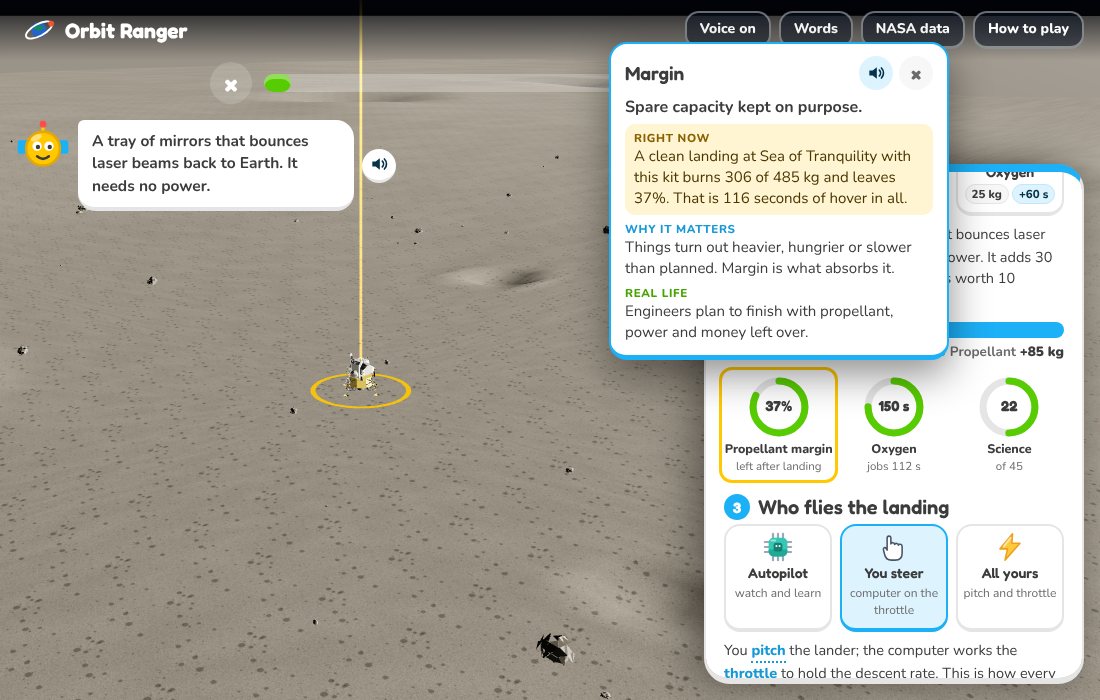 Orbit Ranger
Voice on
Words
NASA data
How to play
A tray of mirrors that bounces
laser beams back to Earth. It
needs no power.
Margin
Spare capacity kept on purpose.
RIGHT NOW
A clean landing at Sea of Tranquility with
this kit burns 306 of 485 kg and leaves
37%. That is 116 seconds of hover in all.
WHY IT MATTERS
Things turn out heavier, hungrier or slower
than planned. Margin is what absorbs it.
REAL LIFE
Engineers plan to finish with propellant,
power and money left over.
Oxygen
25 kg
+60 s
t bounces laser
ower. It adds 30
s worth 10
Propellant +85 kg
37%
Propellant margin
left after landing
150 s
Oxygen
jobs 112 s
22
Science
of 45
3 Who flies the landing
Autopilot
watch and learn
You steer
computer on the
throttle
All yours
pitch and throttle
You pitch the lander; the computer works the
throttle to hold the descent rate. This is how every